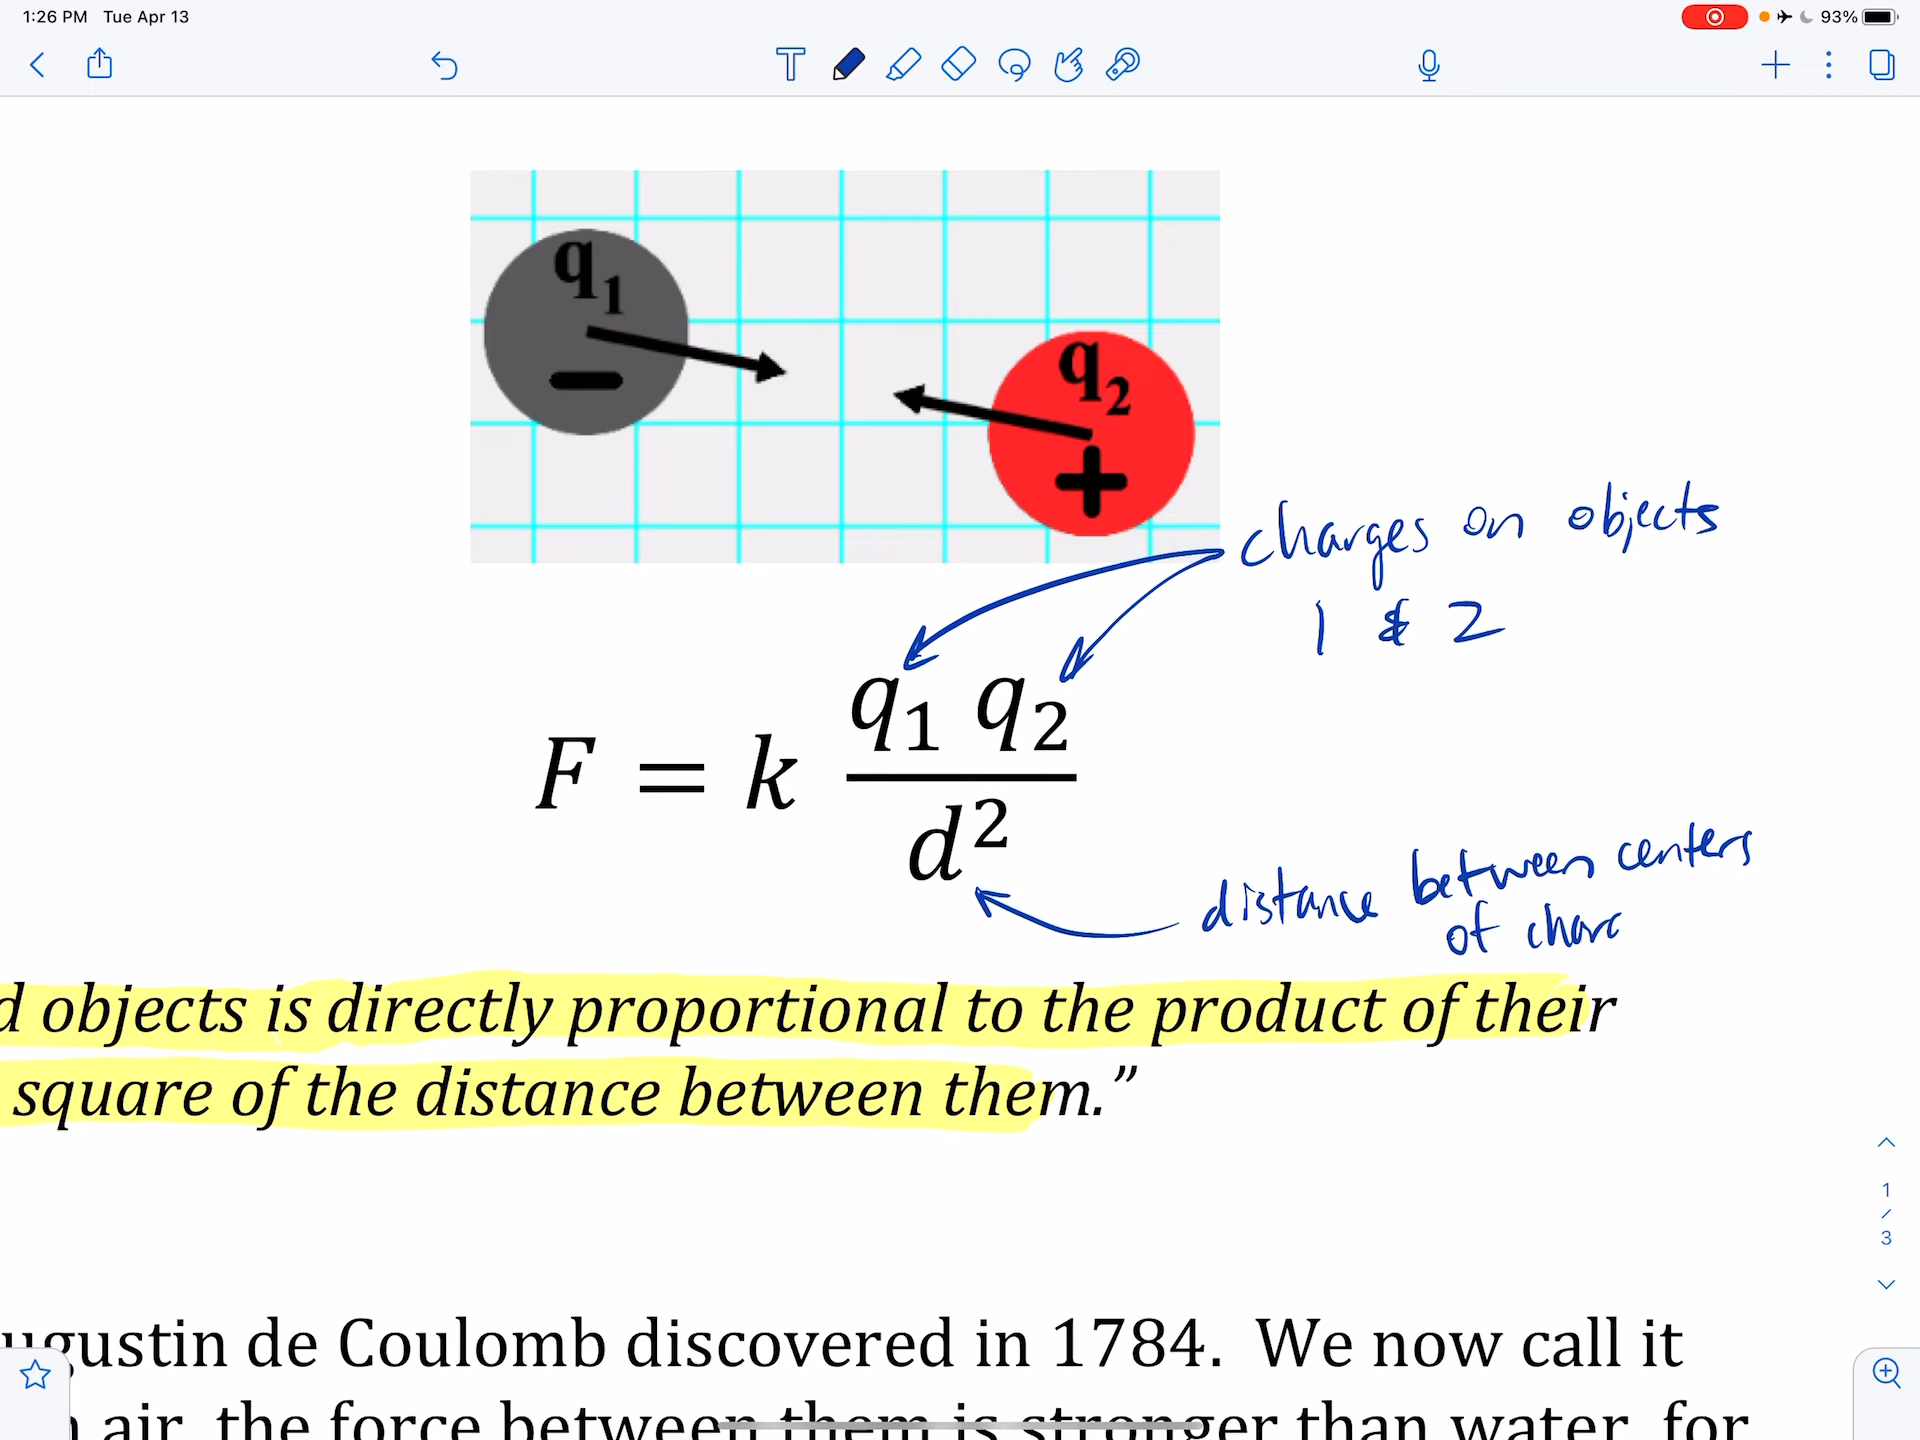 1:26 PM Tue Apr 13
93%
T
q₁
−
q₂
+
charges on objects
1 & 2
F = k q₁ q₂ / d²
distance between centers
of charg
d objects is directly proportional to the product of their
square of the distance between them.”
1
/
3
ugustin de Coulomb discovered in 1784. We now call it
air, the force between them is stronger than water, for